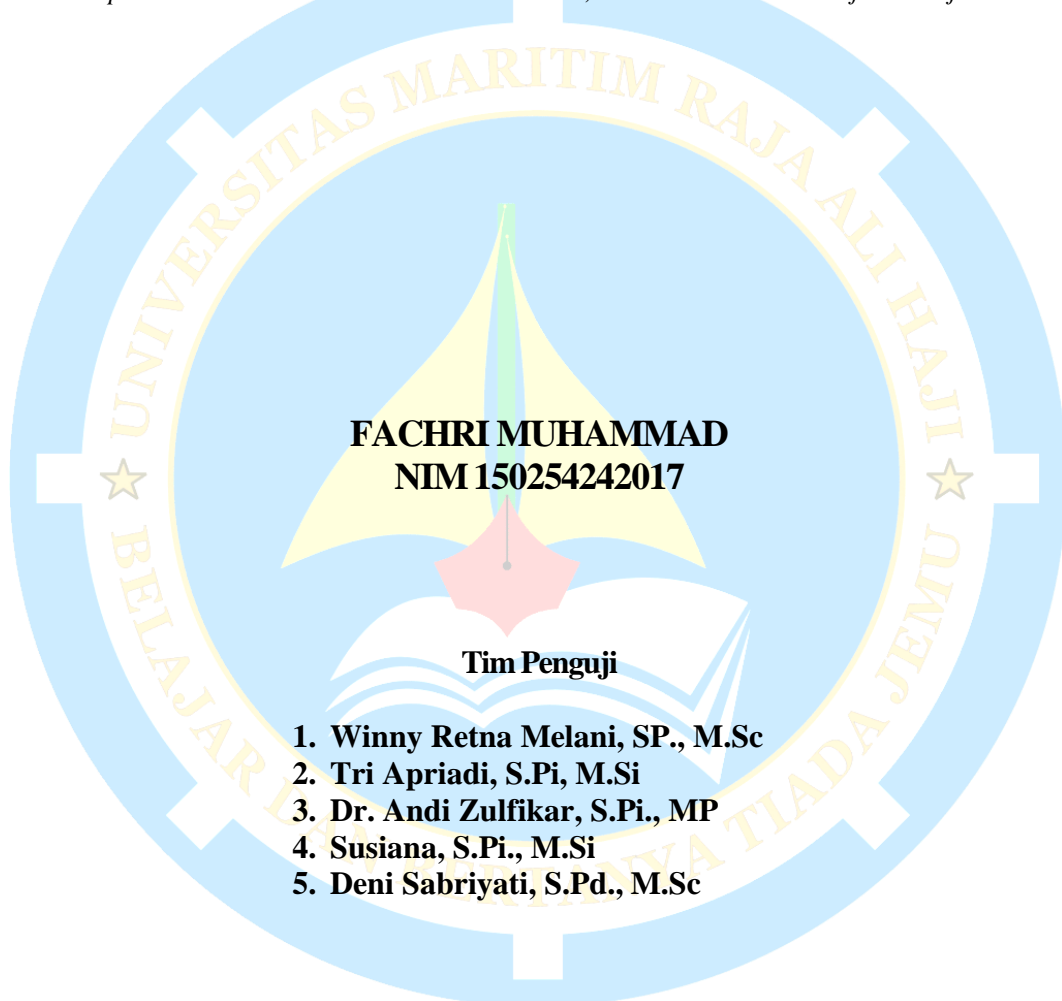 UNIVERSITAS MARITIM RAJA ALI HAJI
FACHRI MUHAMMAD
NIM 150254242017
Tim Penguji
1. Winny Retna Melani, SP., M.Sc
2. Tri Apriadi, S.Pi, M.Si
3. Dr. Andi Zulfikar, S.Pi., MP
4. Susiana, S.Pi., M.Si
5. Deni Sabriyati, S.Pd., M.Sc
BELAJAR DAN BERTANYA TIADA JEMU